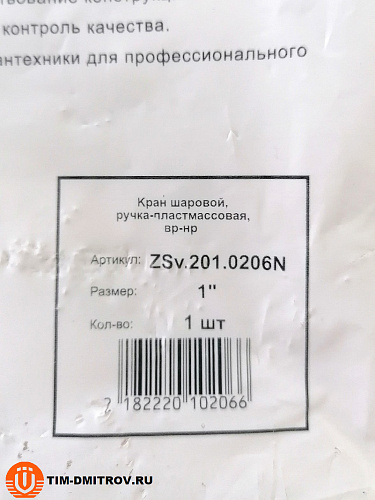 контроль качества.
для профессионального
Кран шаровой,
ручка-пластмассовая,
вр-нр
Артикул: ZSv.201.0206N
Размер: 1"
Кол-во: 1 шт
2 182220 102066
TIM-DMITROV.RU